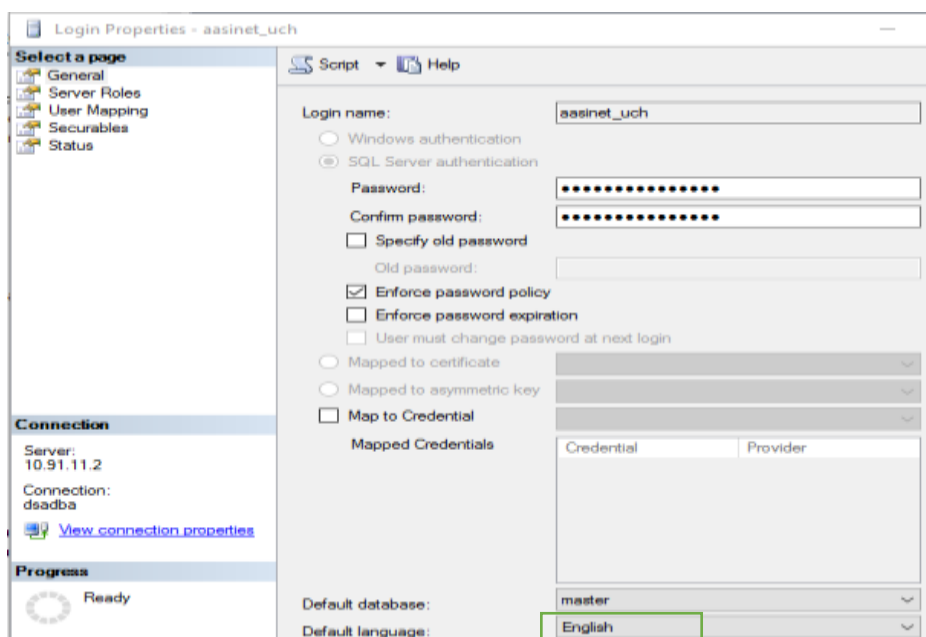 Login Properties - aasinet_uch
Select a page
General
Server Roles
User Mapping
Securables
Status
Script
Help
Login name:
aasinet_uch
Windows authentication
SQL Server authentication
Password:
●●●●●●●●●●●●●●●
Confirm password:
●●●●●●●●●●●●●●●
Specify old password
Old password:
Enforce password policy
Enforce password expiration
User must change password at next login
Mapped to certificate
Mapped to asymmetric key
Map to Credential
Mapped Credentials
Credential Provider
Default database:
master
Default language:
English
Connection
Server:
10.91.11.2
Connection:
dsadba
View connection properties
Progress
Ready